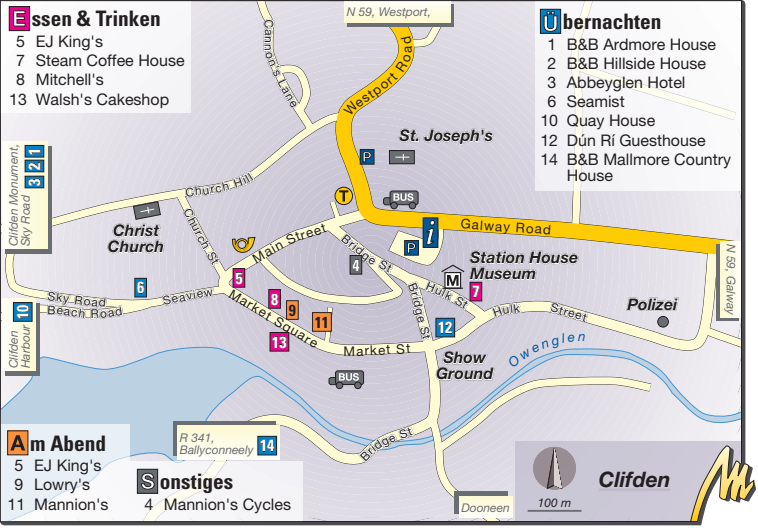 Essen & Trinken
5 EJ King's
7 Steam Coffee House
8 Mitchell's
13 Walsh's Cakeshop
N 59, Westport,
Übernachten
1 B&B Ardmore House
2 B&B Hillside House
3 Abbeyglen Hotel
6 Seamist
10 Quay House
12 Dún Rí Guesthouse
14 B&B Mallmore Country
House
Cannon's Lane
Westport Road
St. Joseph's
P
BUS
T
Clifden Monument,
Sky Road
3 2 1
Church Hill
Christ
Church
Church St
Main Street
Galway Road
i
P
Bridge St
4
Station House
Museum
M
7
N 59, Galway
5
6
Sky Road
Beach Road
Seaview
8
9
11
13
Market Square
Market St
Hulk St
Bridge St
12
Hulk Street
Polizei
Clifden
Harbour
10
Show
Ground
Owenglen
BUS
R 341,
Ballyconneely
14
Bridge St
Dooneen
Am Abend
5 EJ King's
9 Lowry's
11 Mannion's
Sonstiges
4 Mannion's Cycles
100 m
Clifden